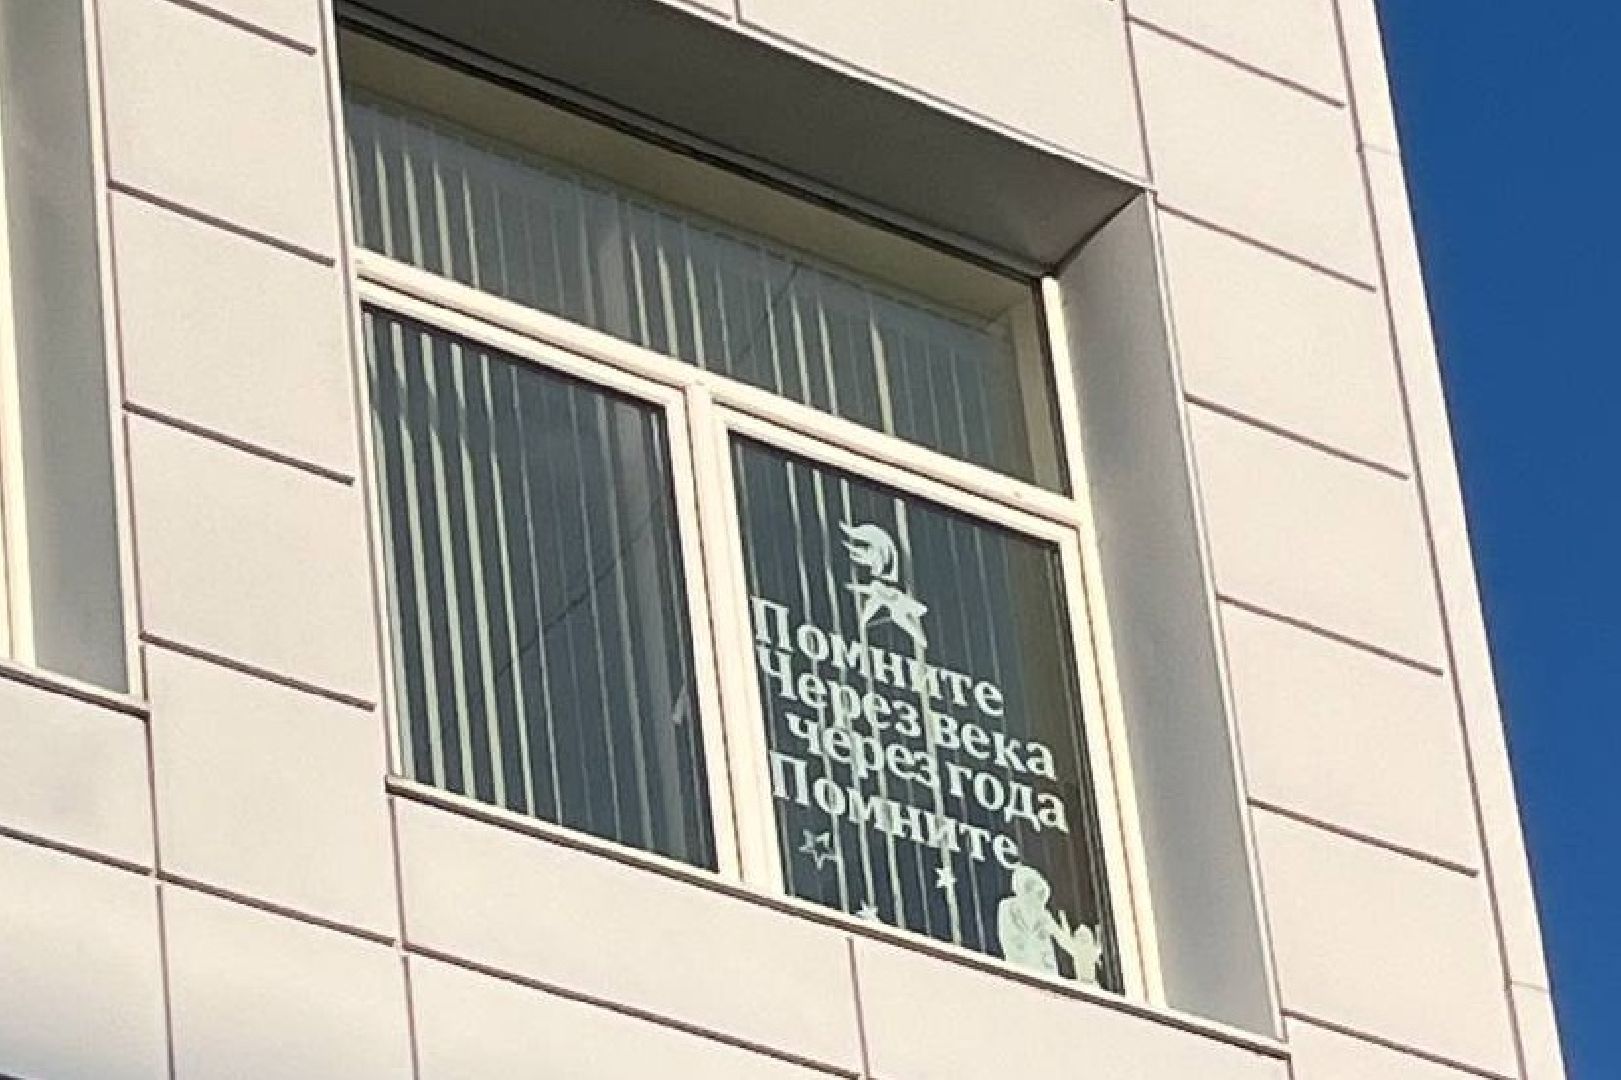 Помните
Через века
через года
Помните